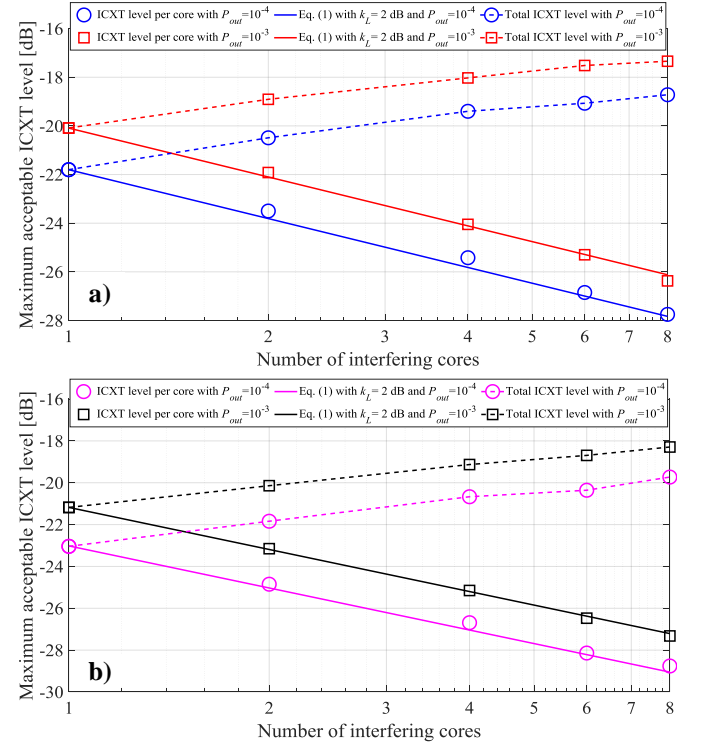 ICXT level per core with P_out=10^-4 Eq. (1) with k_L= 2 dB and P_out=10^-4 Total ICXT level with P_out=10^-4
ICXT level per core with P_out=10^-3 Eq. (1) with k_L= 2 dB and P_out=10^-3 Total ICXT level with P_out=10^-3
Maximum acceptable ICXT level [dB]
-16
-18
-20
-22
-24
-26
-28
a)
1 2 3 4 5 6 7 8
Number of interfering cores
ICXT level per core with P_out=10^-4 Eq. (1) with k_L= 2 dB and P_out=10^-4 Total ICXT level with P_out=10^-4
ICXT level per core with P_out=10^-3 Eq. (1) with k_L= 2 dB and P_out=10^-3 Total ICXT level with P_out=10^-3
Maximum acceptable ICXT level [dB]
-16
-18
-20
-22
-24
-26
-28
-30
b)
1 2 3 4 5 6 7 8
Number of interfering cores